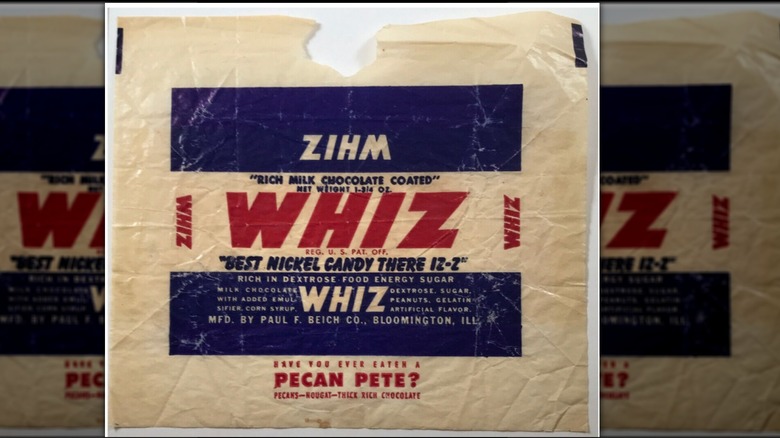 WHIZ
"RICH MILK CHOCOLATE COATED"
NET WEIGHT 1-3/4 OZ.
WHIZ
WHIZ
WHIZ
REG. U.S. PAT. OFF.
"BEST NICKEL CANDY THERE IZ-Z"
RICH IN DEXTROSE FOOD ENERGY SUGAR
MILK CHOCOLATE
WITH ADDED EMUL-
SIFIER, CORN SYRUP,
WHIZ
DEXTROSE, SUGAR,
PEANUTS, GELATIN,
ARTIFICIAL FLAVOR.
MFD. BY PAUL F. BEICH CO., BLOOMINGTON, ILL.
HAVE YOU EVER EATEN A
PECAN PETE?
PECANS—NOUGAT—THICK RICH CHOCOLATE